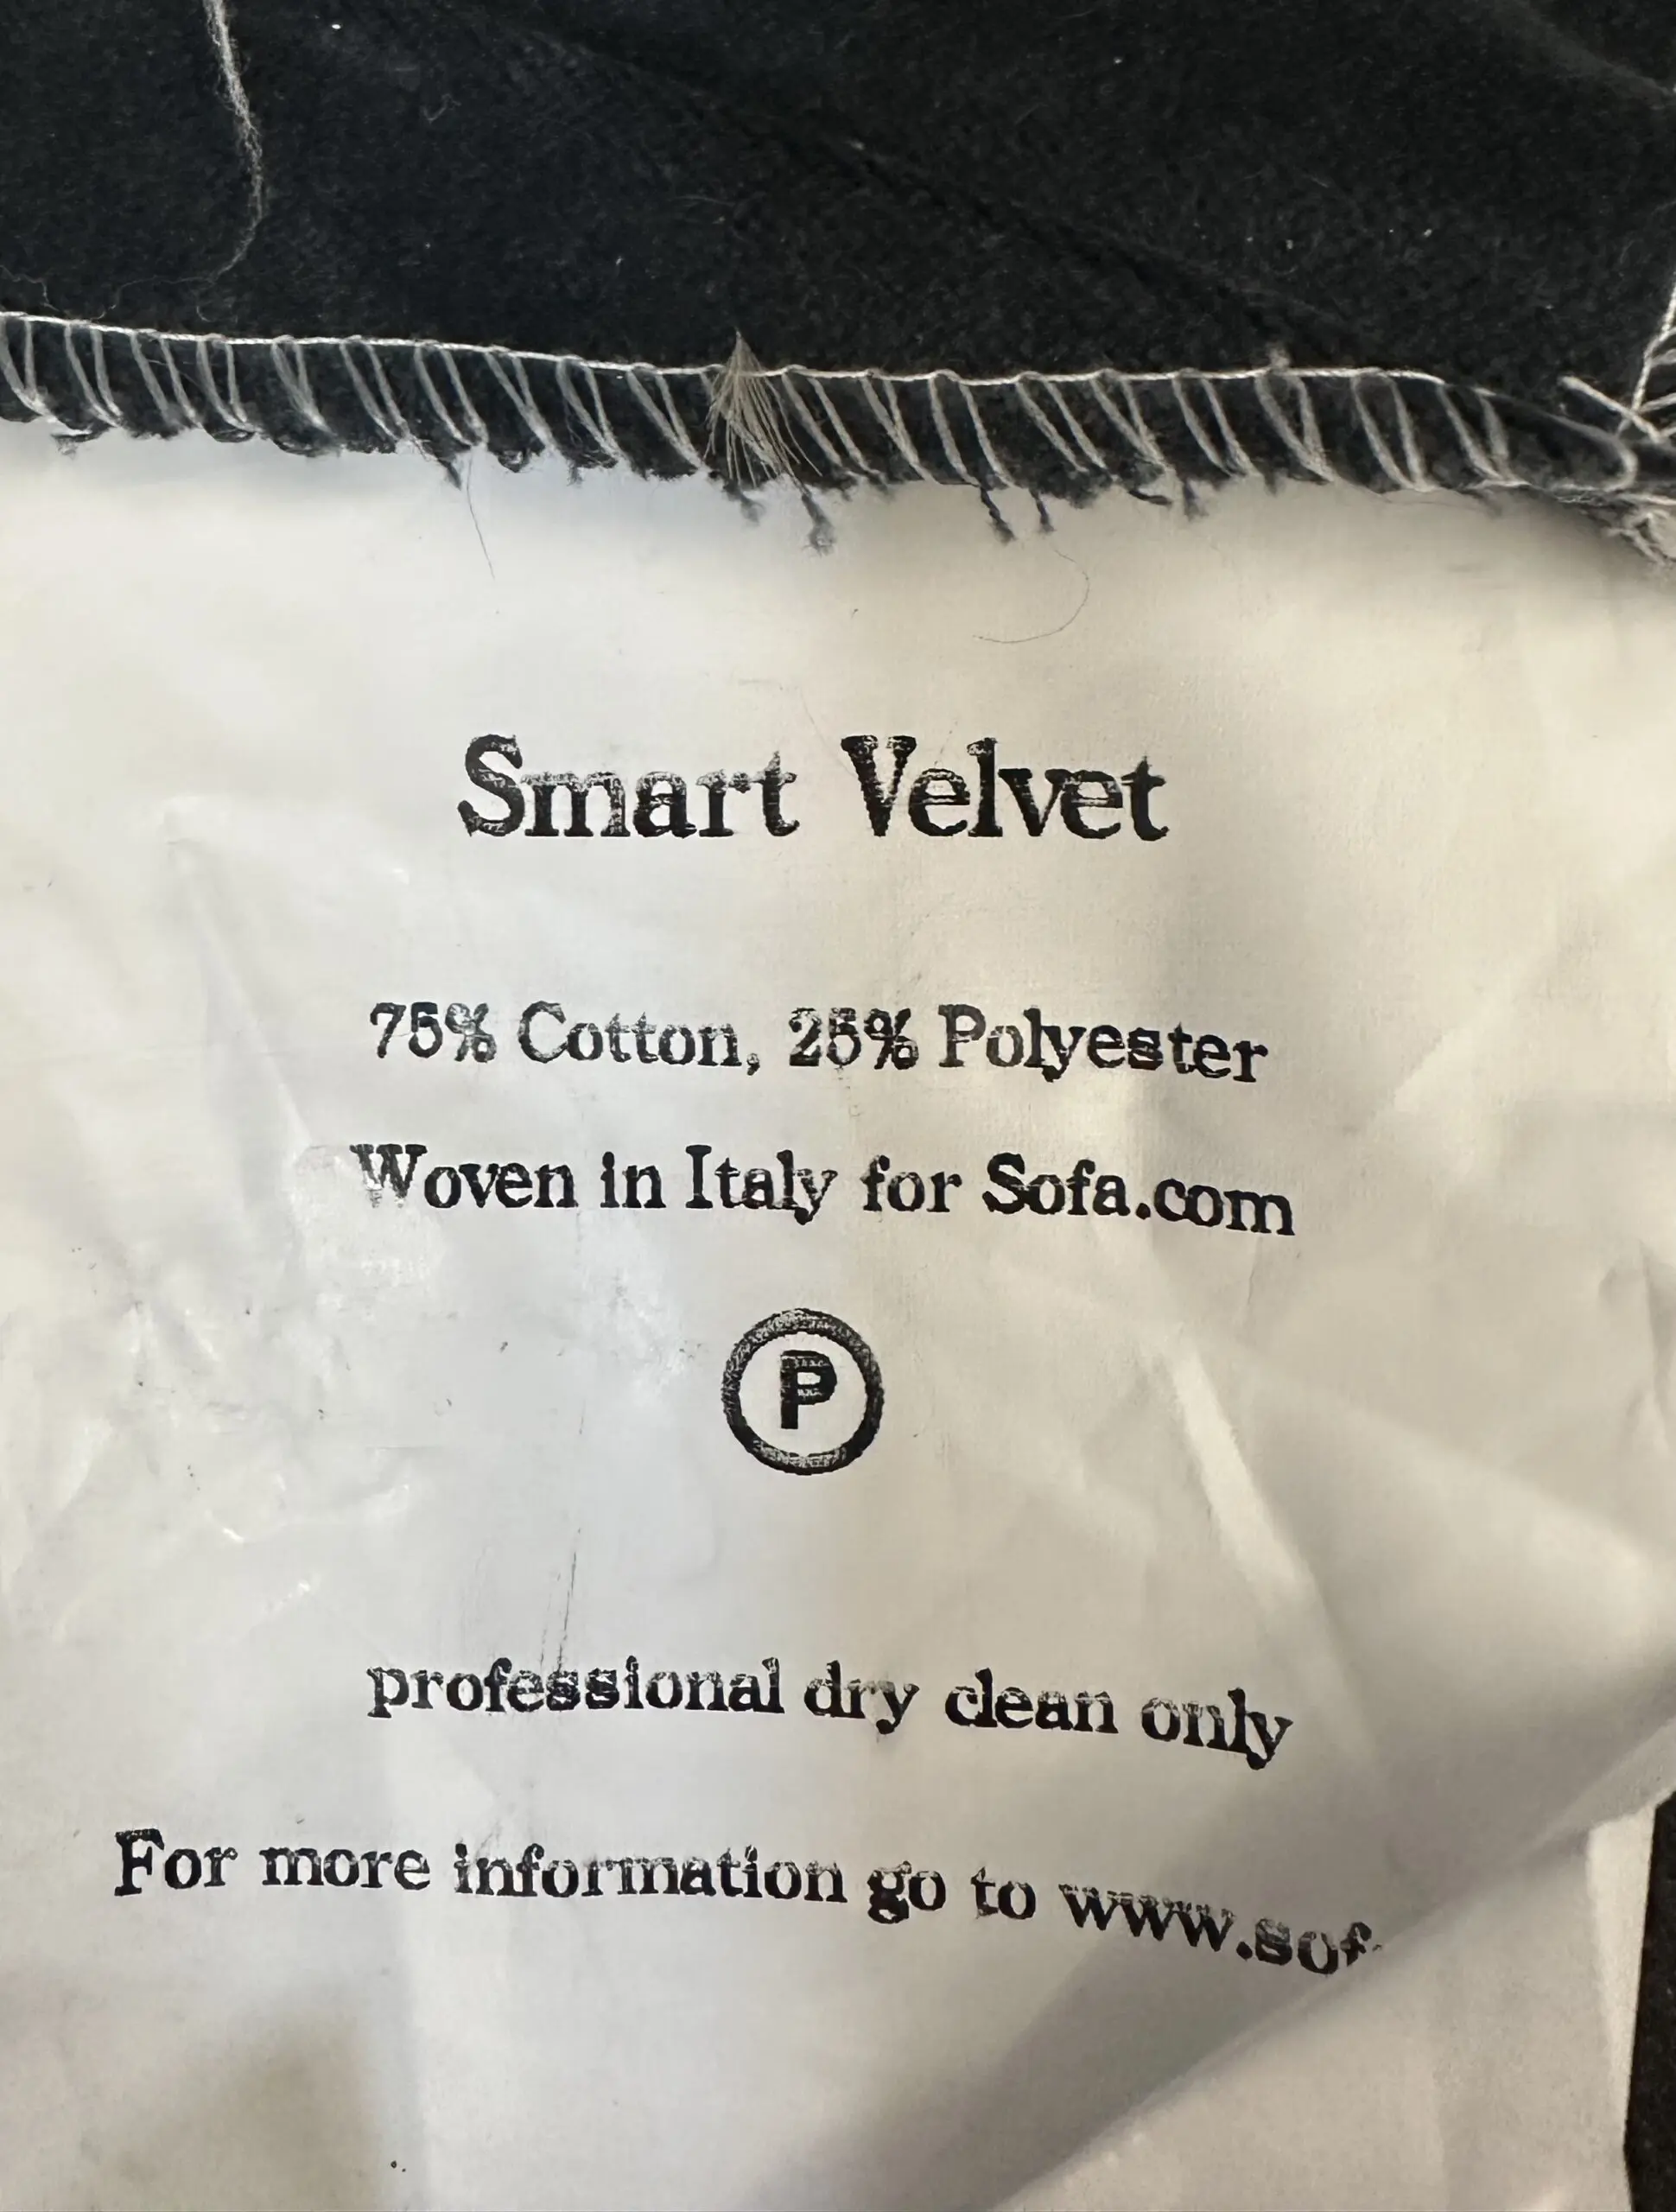 Smart Velvet
75% Cotton, 25% Polyester
Woven in Italy for Sofa.com
P
professional dry clean only
For more information go to www.sof